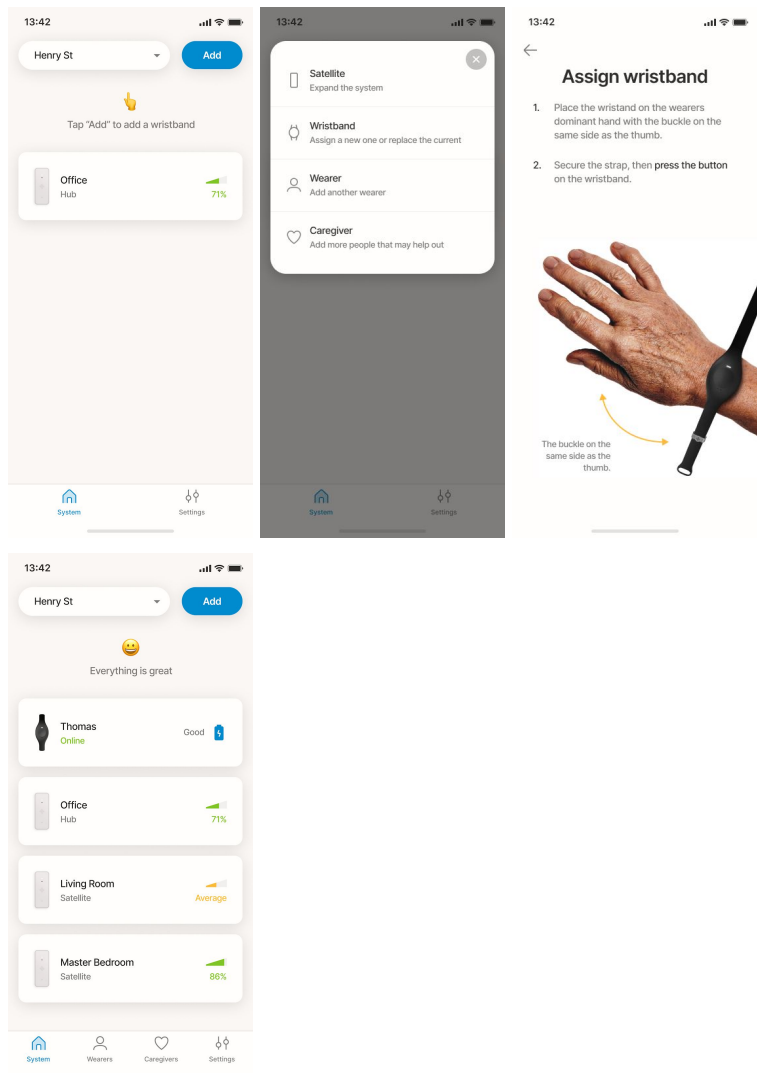 13:42
Henry St
Add
Tap "Add" to add a wristband
Office
Hub
71%
System
Settings
13:42
Satellite
Expand the system
Wristband
Assign a new one or replace the current
Wearer
Add another wearer
Caregiver
Add more people that may help out
System
Settings
13:42
Assign wristband
1. Place the wristand on the wearers
dominant hand with the buckle on the
same side as the thumb.
2. Secure the strap, then press the button
on the wristband.
The buckle on the
same side as the
thumb.
13:42
Henry St
Add
Everything is great
Thomas
Online
Good
Office
Hub
71%
Living Room
Satellite
Average
Master Bedroom
Satellite
86%
System
Wearers
Caregivers
Settings